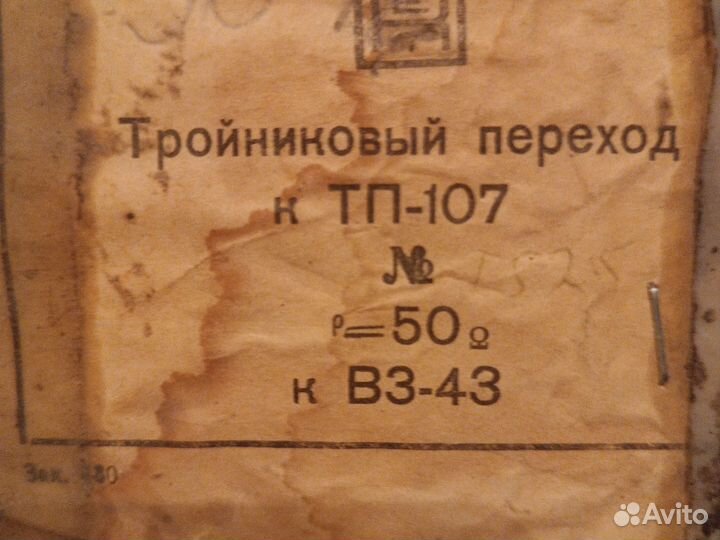 Тройниковый переход
к ТП-107
№
ρ=50Ω
к В3-43
Зак.
Avito